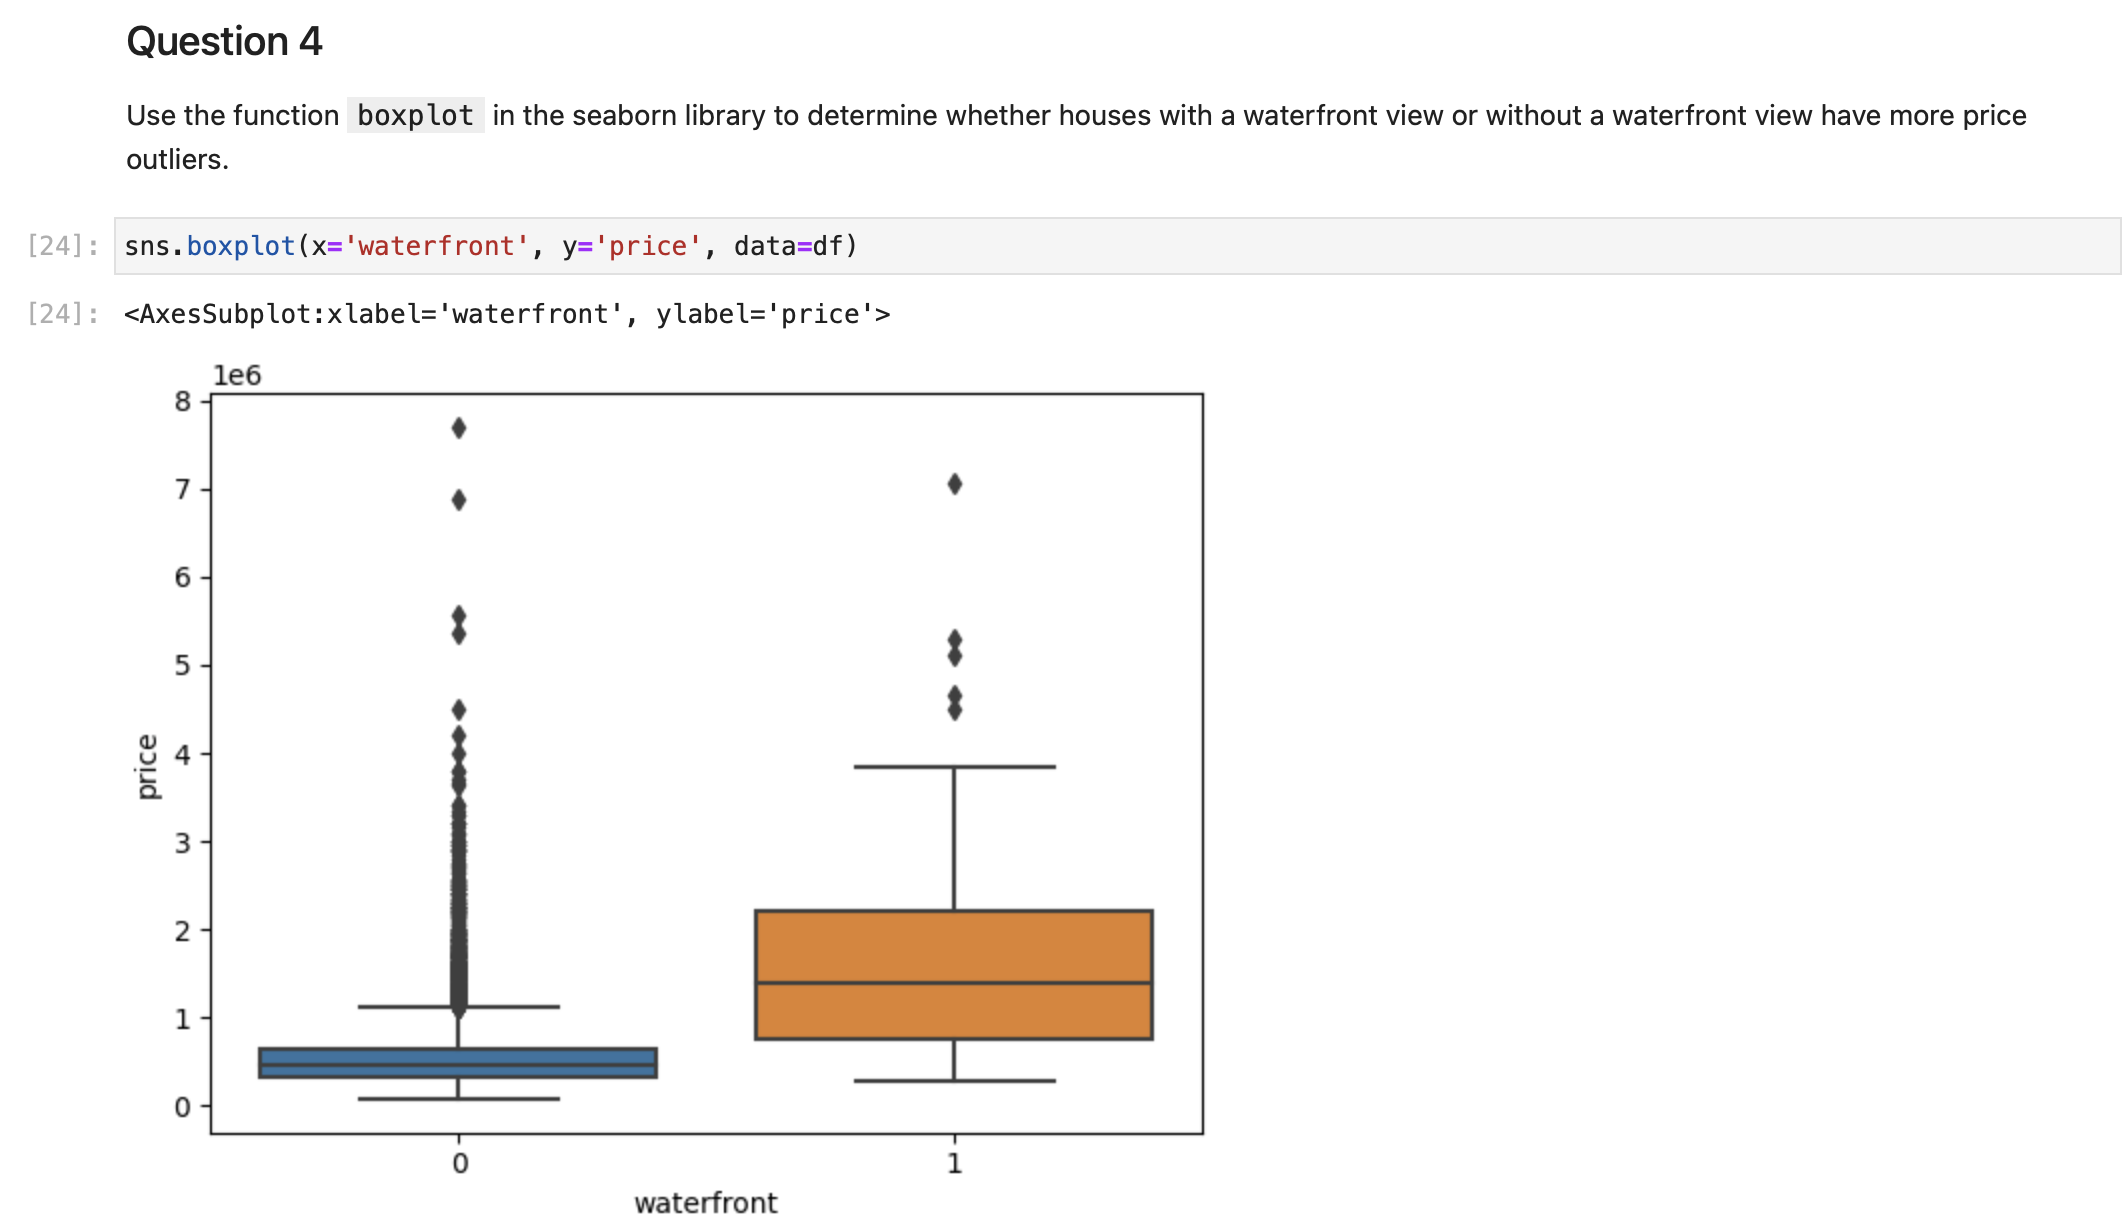 Question 4
Use the function boxplot in the seaborn library to determine whether houses with a waterfront view or without a waterfront view have more price
outliers.
[24]: sns.boxplot(x='waterfront', y='price', data=df)
[24]: <AxesSubplot:xlabel='waterfront', ylabel='price'>
1e6
8
7
6
5
4
3
2
1
0
price
0 1
waterfront